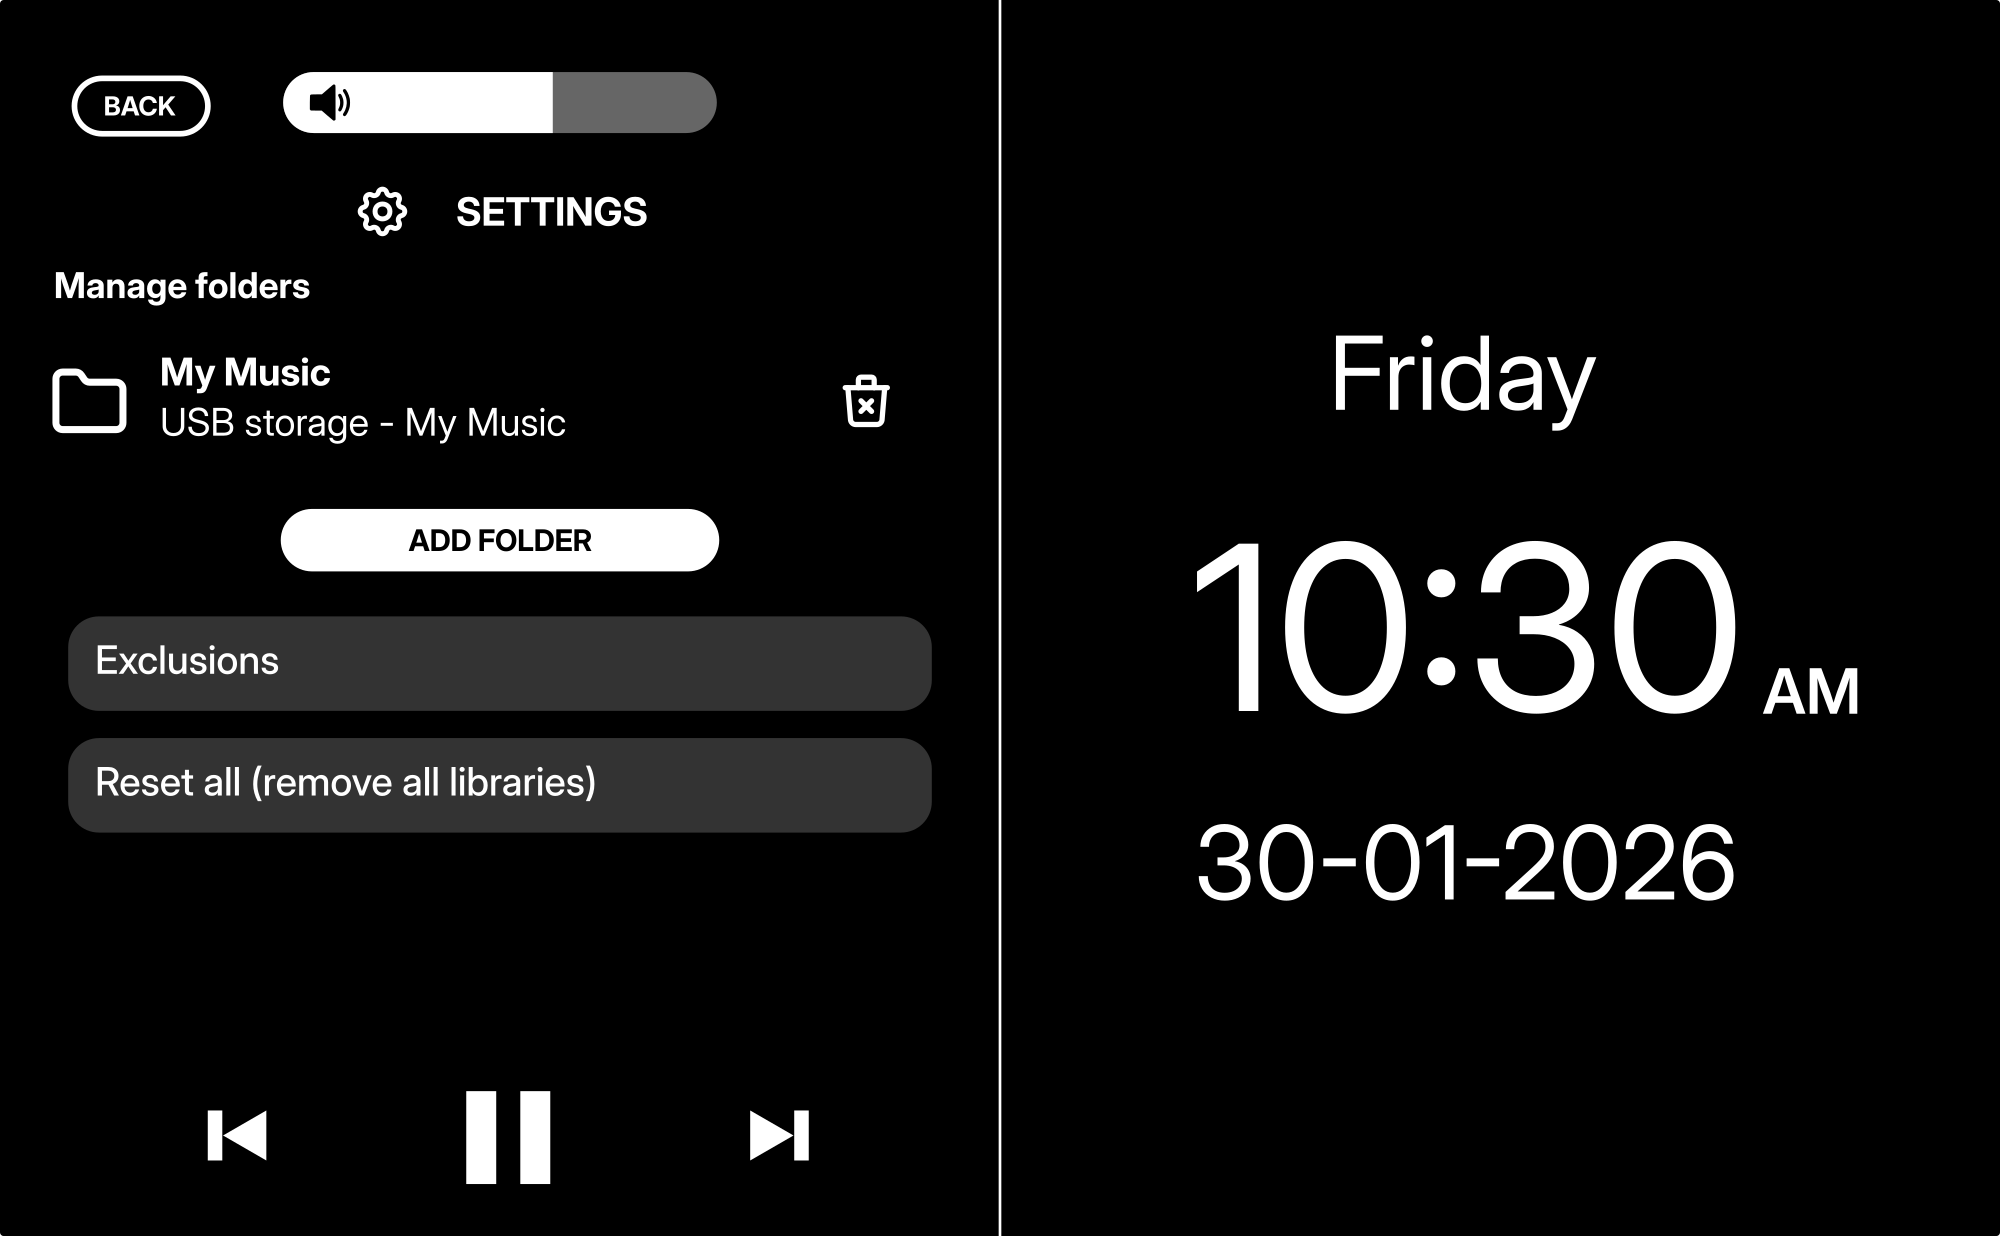 BACK
SETTINGS
Manage folders
My Music
USB storage - My Music
ADD FOLDER
Exclusions
Reset all (remove all libraries)
Friday
10:30 AM
30-01-2026